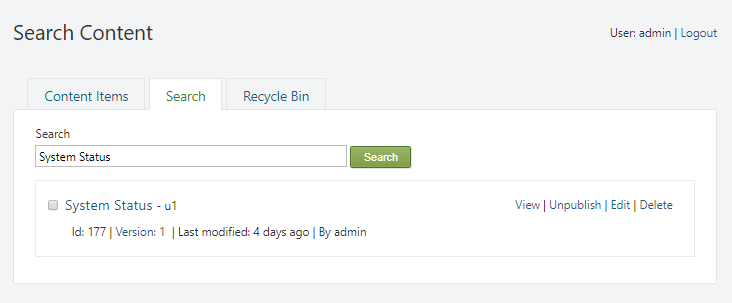 Search Content
User: admin | Logout
Content Items
Search
Recycle Bin
Search
System Status
Search
System Status - u1
View | Unpublish | Edit | Delete
Id: 177 | Version: 1 | Last modified: 4 days ago | By admin